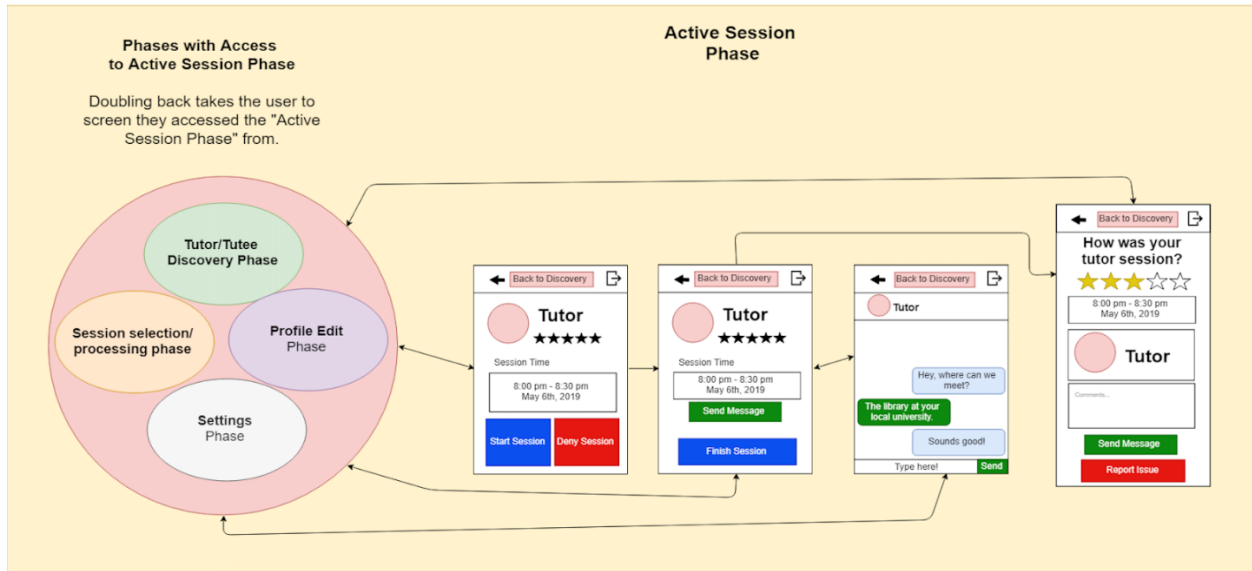 Phases with Access
to Active Session Phase
Doubling back takes the user to
screen they accessed the "Active
Session Phase" from.
Active Session
Phase
Tutor/Tutee
Discovery Phase
Session selection/
processing phase
Profile Edit
Phase
Settings
Phase
Back to Discovery
Tutor
Session Time
8:00 pm - 8:30 pm
May 6th, 2019
Start Session
Deny Session
Back to Discovery
Tutor
Session Time
8:00 pm - 8:30 pm
May 6th, 2019
Send Message
Finish Session
Back to Discovery
Tutor
Hey, where can we
meet?
The library at your
local university.
Sounds good!
Type here!
Send
Back to Discovery
How was your
tutor session?
8:00 pm - 8:30 pm
May 6th, 2019
Tutor
Comments...
Send Message
Report Issue